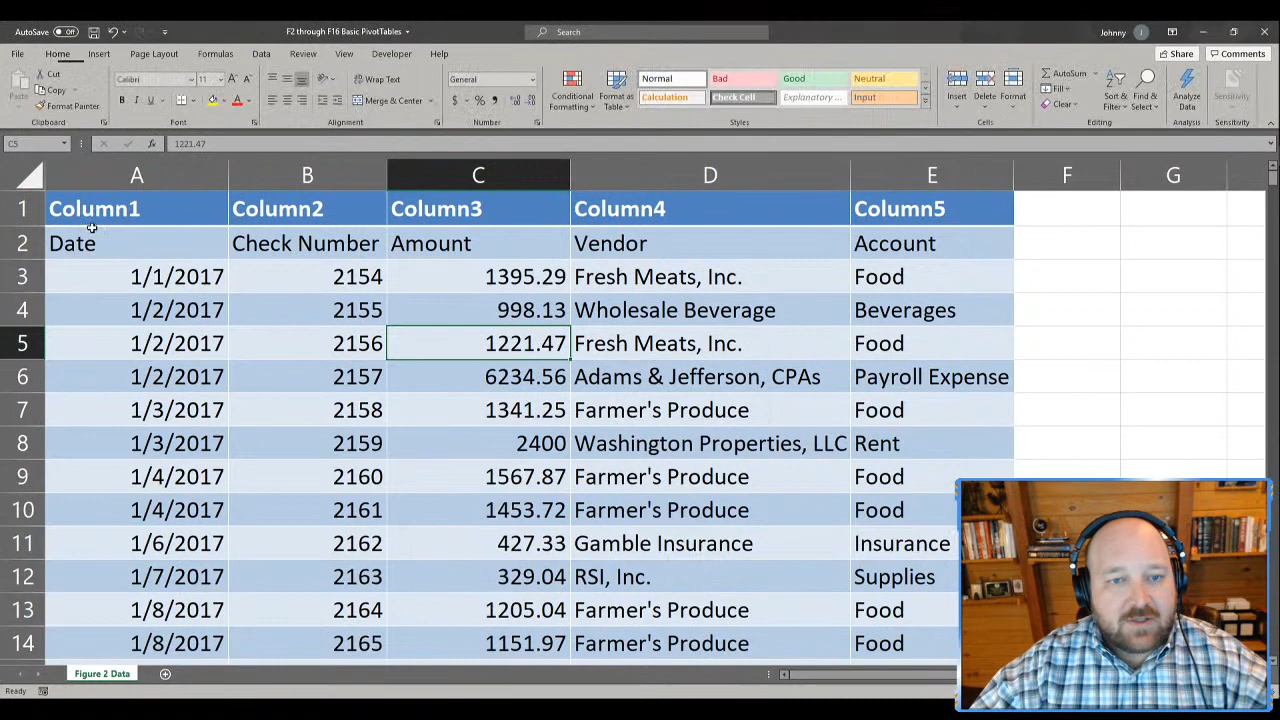 AutoSave Off F2 through F16 Basic PivotTables Search Johnny J
File Home Insert Page Layout Formulas Data Review View Developer Help Power Pivot Share Comments
Paste Cut Copy Format Painter Clipboard
Calibri 11 B Wrap Text Merge & Center Alignment
General $ % Number
Conditional Formatting Format as Table Normal Bad Good Neutral
Calculation Check Cell Explanatory ... Input Styles
Insert Delete Format Cells
AutoSum Fill Clear Sort & Filter Find & Select Editing
Analyze Data Analysis Sensitivity Sensitivity
C5 fx 1221.47
A B C D E F G
1 Column1 Column2 Column3 Column4 Column5
2 Date Check Number Amount Vendor Account
3 1/1/2017 2154 1395.29 Fresh Meats, Inc. Food
4 1/2/2017 2155 998.13 Wholesale Beverage Beverages
5 1/2/2017 2156 1221.47 Fresh Meats, Inc. Food
6 1/2/2017 2157 6234.56 Adams & Jefferson, CPAs Payroll Expense
7 1/3/2017 2158 1341.25 Farmer's Produce Food
8 1/3/2017 2159 2400 Washington Properties, LLC Rent
9 1/4/2017 2160 1567.87 Farmer's Produce Food
10 1/4/2017 2161 1453.72 Farmer's Produce Food
11 1/6/2017 2162 427.33 Gamble Insurance Insurance
12 1/7/2017 2163 329.04 RSI, Inc. Supplies
13 1/8/2017 2164 1205.04 Farmer's Produce Food
14 1/8/2017 2165 1151.97 Farmer's Produce Food
Figure 2 Data
Ready